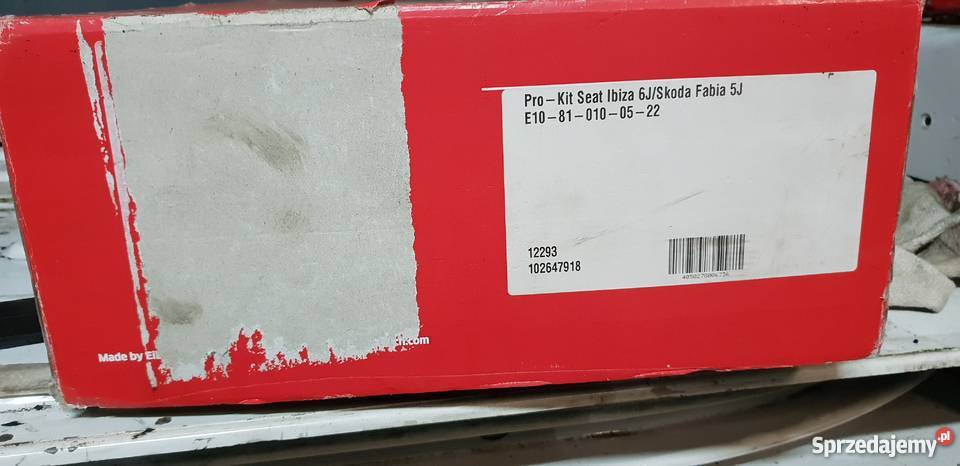 Pro-Kit Seat Ibiza 6J/Skoda Fabia 5J
E10-81-010-05-22
12293
102647918
Made by
Sprzedajemy.pl